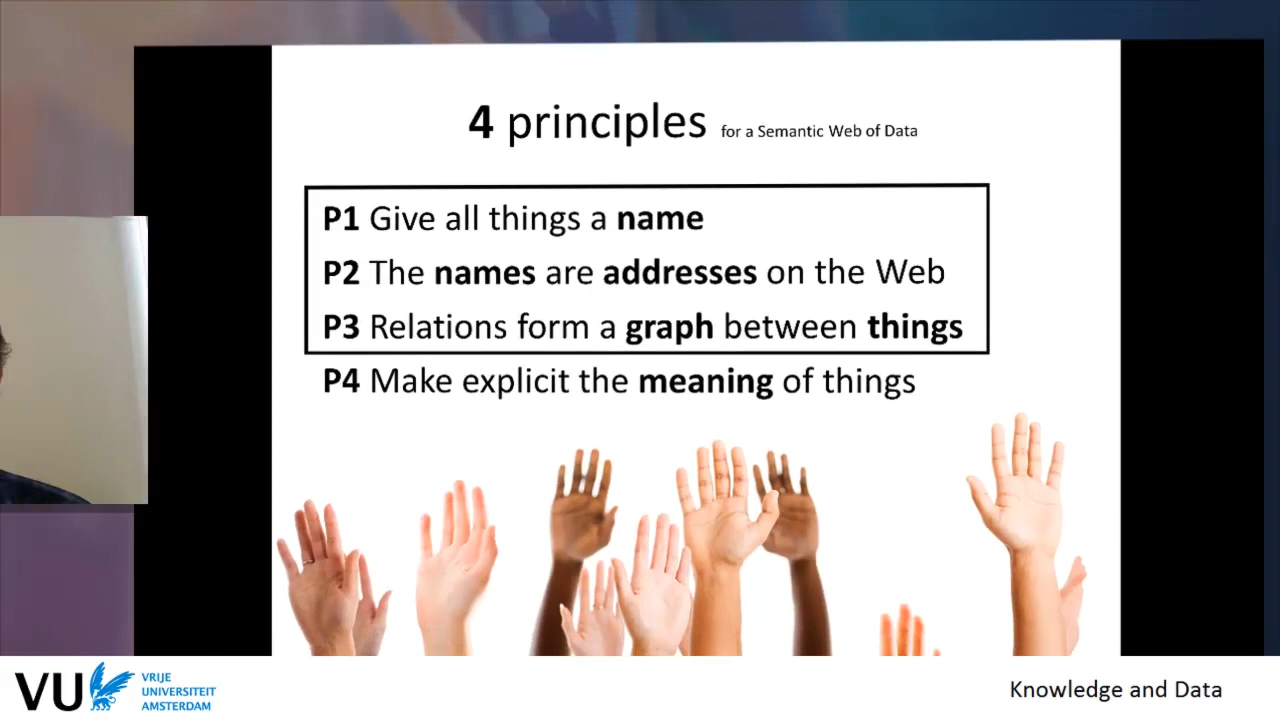 4 principles for a Semantic Web of Data
P1 Give all things a name
P2 The names are addresses on the Web
P3 Relations form a graph between things
P4 Make explicit the meaning of things
VU
VRIJE
UNIVERSITEIT
AMSTERDAM
Knowledge and Data